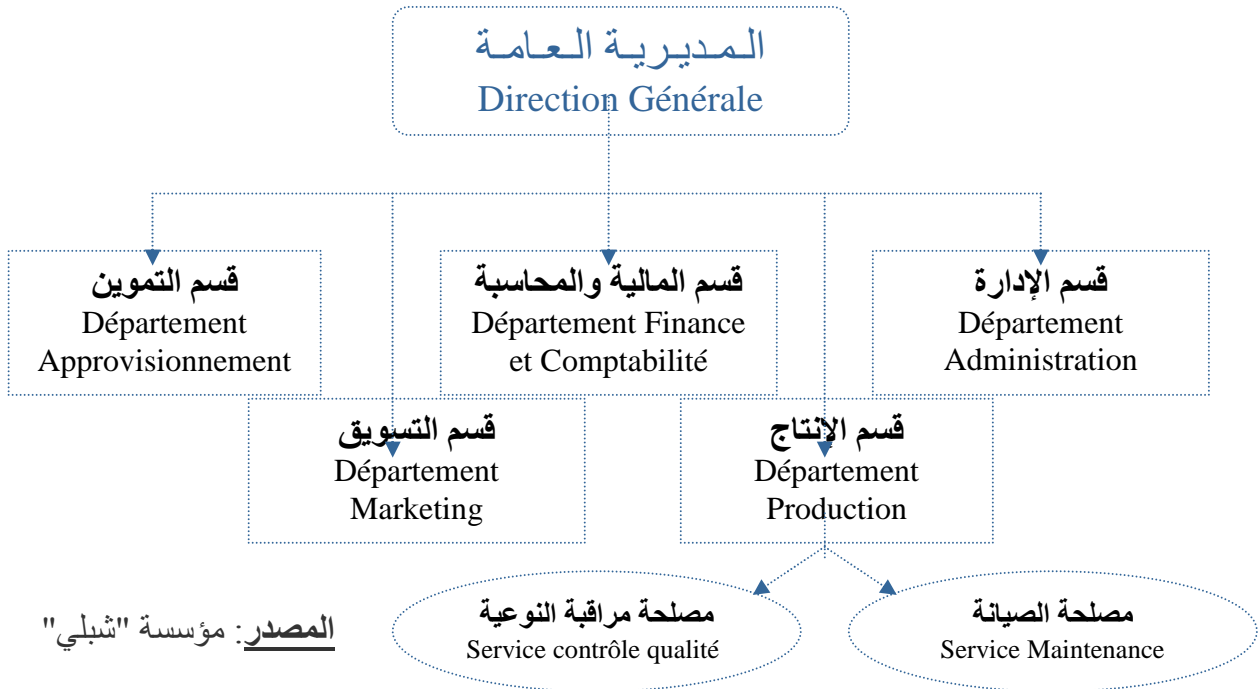 الـمـديـريـة الـعـامـة
Direction Générale
قسم الإدارة
Département
Administration
قسم المالية والمحاسبة
Département Finance
et Comptabilité
قسم التموين
Département
Approvisionnement
قسم الإنتاج
Département
Production
قسم التسويق
Département
Marketing
مصلحة الصيانة
Service Maintenance
مصلحة مراقبة النوعية
Service contrôle qualité
المصدر: مؤسسة "شبلي"